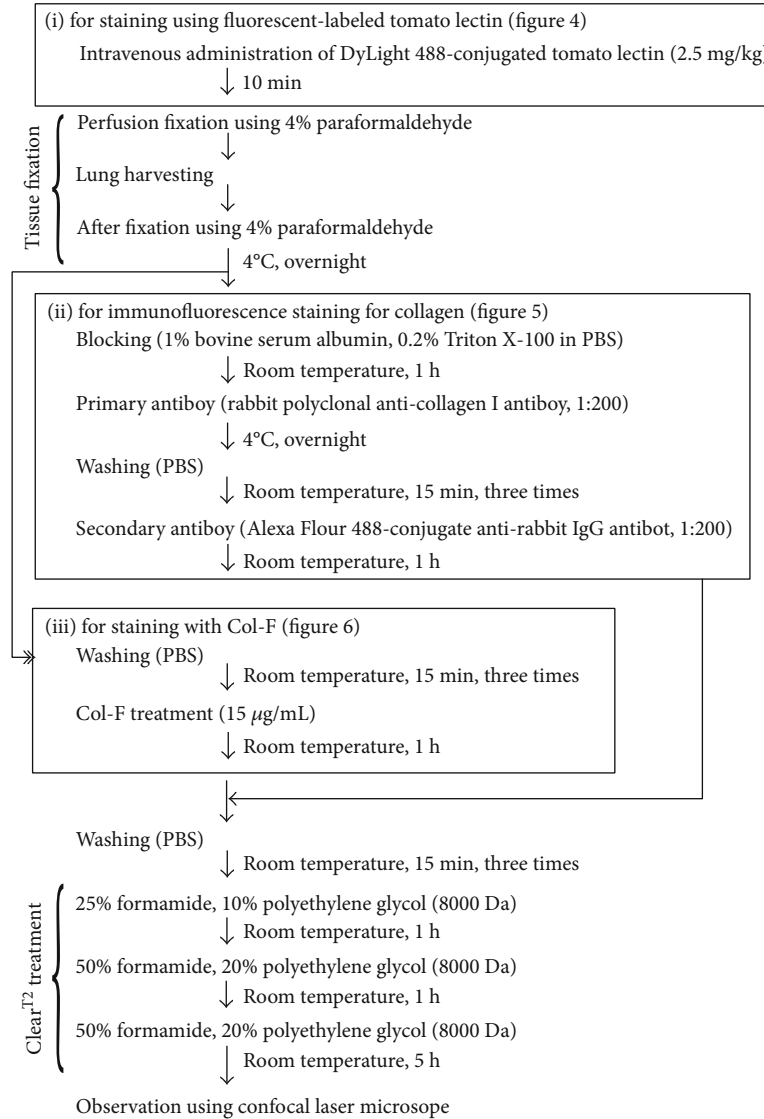 (i) for staining using fluorescent-labeled tomato lectin (figure 4)
Intravenous administration of DyLight 488-conjugated tomato lectin (2.5 mg/kg)
10 min
Tissue fixation
Perfusion fixation using 4% paraformaldehyde
Lung harvesting
After fixation using 4% paraformaldehyde
4°C, overnight
(ii) for immunofluorescence staining for collagen (figure 5)
Blocking (1% bovine serum albumin, 0.2% Triton X-100 in PBS)
Room temperature, 1 h
Primary antiboy (rabbit polyclonal anti-collagen I antiboy, 1:200)
4°C, overnight
Washing (PBS)
Room temperature, 15 min, three times
Secondary antiboy (Alexa Flour 488-conjugate anti-rabbit IgG antibot, 1:200)
Room temperature, 1 h
(iii) for staining with Col-F (figure 6)
Washing (PBS)
Room temperature, 15 min, three times
Col-F treatment (15 μg/mL)
Room temperature, 1 h
Washing (PBS)
Room temperature, 15 min, three times
Clear^T2 treatment
25% formamide, 10% polyethylene glycol (8000 Da)
Room temperature, 1 h
50% formamide, 20% polyethylene glycol (8000 Da)
Room temperature, 1 h
50% formamide, 20% polyethylene glycol (8000 Da)
Room temperature, 5 h
Observation using confocal laser microsope